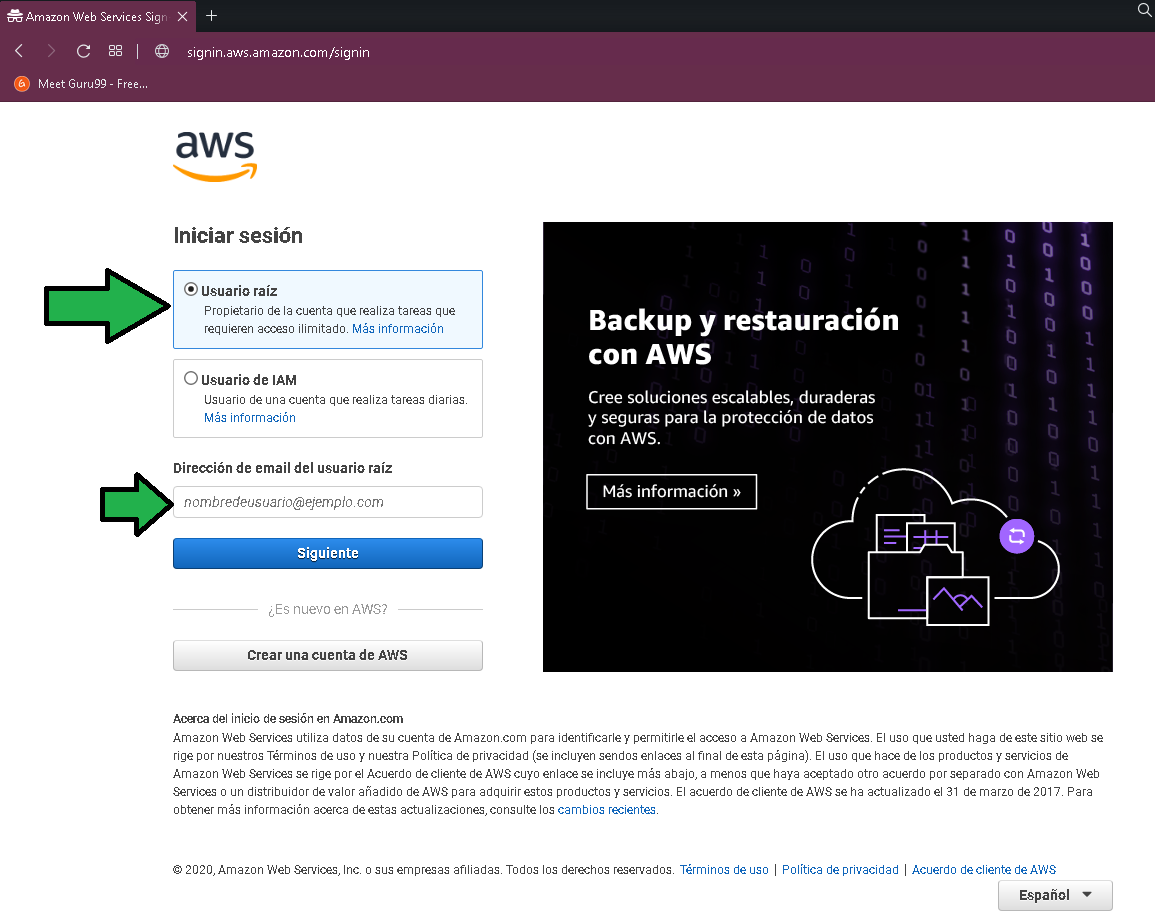 Amazon Web Services Sign
signin.aws.amazon.com/signin
Meet Guru99 - Free...
aws
Iniciar sesión
Usuario raíz
Propietario de la cuenta que realiza tareas que
requieren acceso ilimitado. Más información
Usuario de IAM
Usuario de una cuenta que realiza tareas diarias.
Más información
Dirección de email del usuario raíz
nombredeusuario@ejemplo.com
Siguiente
¿Es nuevo en AWS?
Crear una cuenta de AWS
Backup y restauración
con AWS
Cree soluciones escalables, duraderas
y seguras para la protección de datos
con AWS.
Más información »
Acerca del inicio de sesión en Amazon.com
Amazon Web Services utiliza datos de su cuenta de Amazon.com para identificarle y permitirle el acceso a Amazon Web Services. El uso que usted haga de este sitio web se
rige por nuestros Términos de uso y nuestra Política de privacidad (se incluyen sendos enlaces al final de esta página). El uso que hace de los productos y servicios de
Amazon Web Services se rige por el Acuerdo de cliente de AWS cuyo enlace se incluye más abajo, a menos que haya aceptado otro acuerdo por separado con Amazon Web
Services o un distribuidor de valor añadido de AWS para adquirir estos productos y servicios. El acuerdo de cliente de AWS se ha actualizado el 31 de marzo de 2017. Para
obtener más información acerca de estas actualizaciones, consulte los cambios recientes.
© 2020, Amazon Web Services, Inc. o sus empresas afiliadas. Todos los derechos reservados. Términos de uso | Política de privacidad | Acuerdo de cliente de AWS
Español